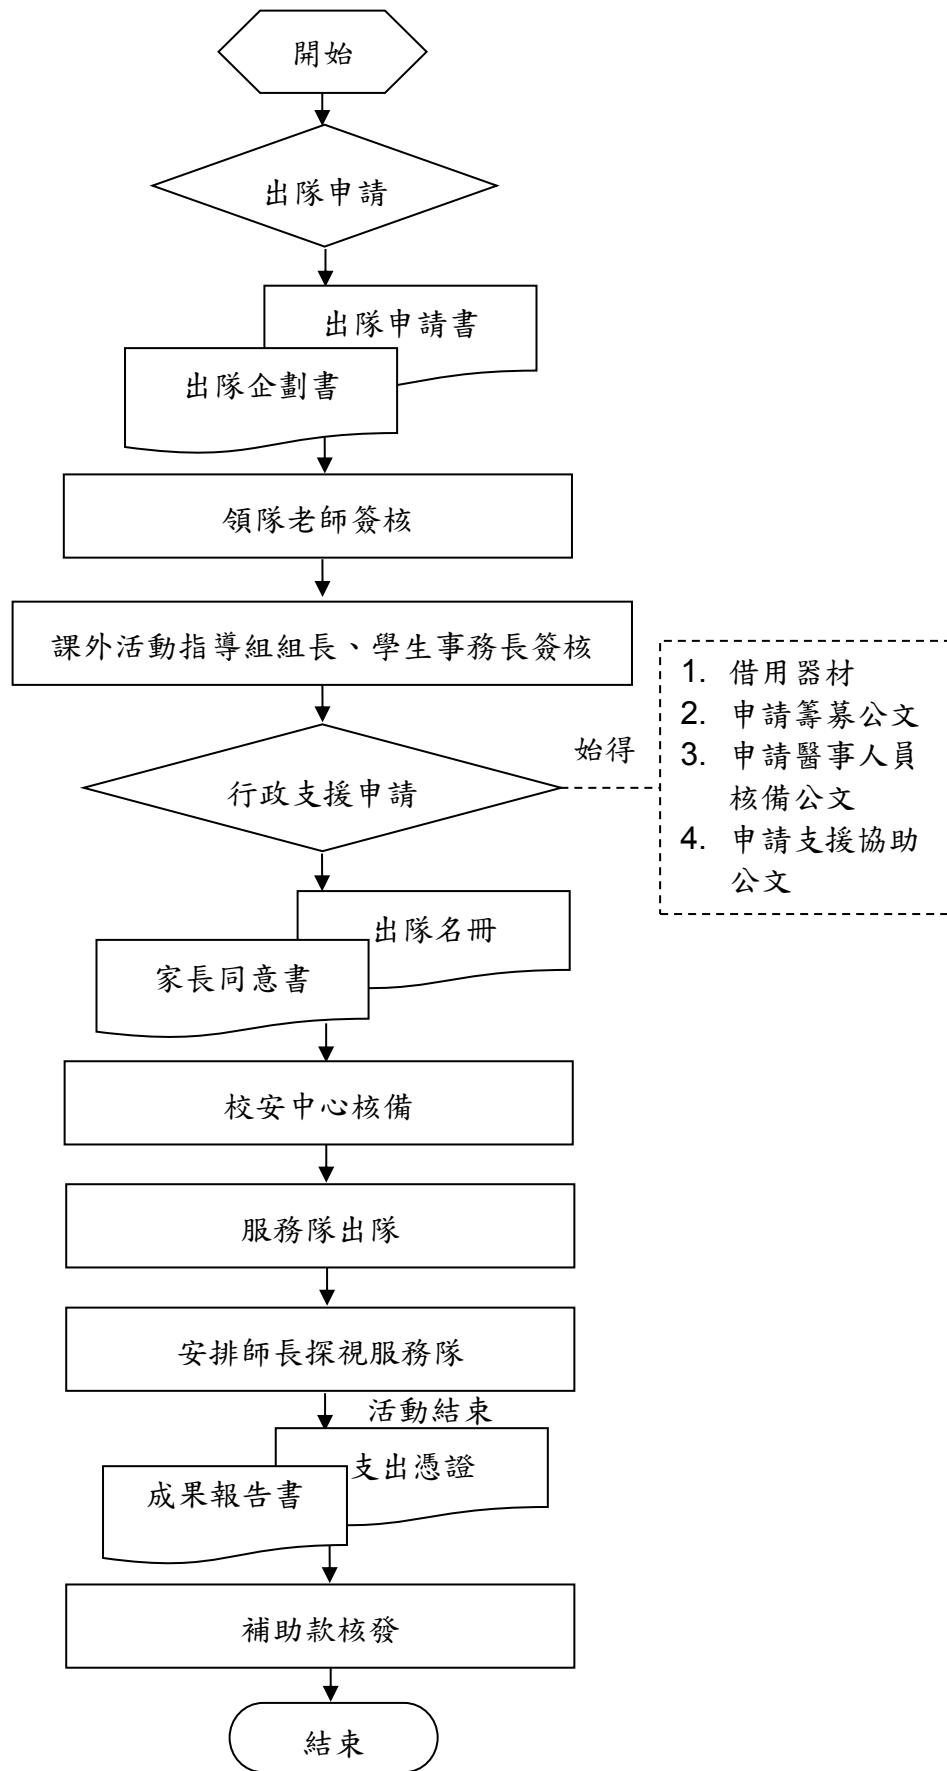 開始
出隊申請
出隊申請書
出隊企劃書
領隊老師簽核
課外活動指導組組長、學生事務長簽核
始得
1. 借用器材
2. 申請籌募公文
3. 申請醫事人員
核備公文
4. 申請支援協助
公文
行政支援申請
出隊名冊
家長同意書
校安中心核備
服務隊出隊
安排師長探視服務隊
活動結束
支出憑證
成果報告書
補助款核發
結束